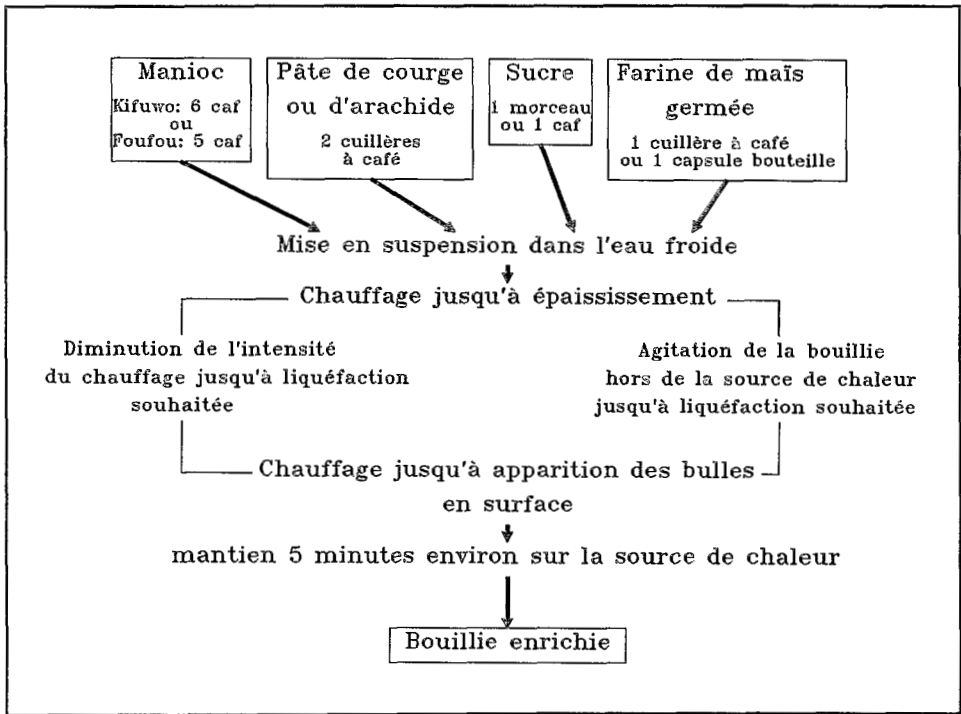 Manioc
Kifuwo: 6 caf
ou
Foufou: 5 caf
Pâte de courge
ou d'arachide
2 cuillères
à café
Sucre
1 morceau
ou 1 caf
Farine de maïs
germée
1 cuillère à café
ou 1 capsule bouteille
Mise en suspension dans l'eau froide
Chauffage jusqu'à épaississement
Diminution de l'intensité
du chauffage jusqu'à liquéfaction
souhaitée
Agitation de la bouillie
hors de la source de chaleur
jusqu'à liquéfaction souhaitée
Chauffage jusqu'à apparition des bulles
en surface
mantien 5 minutes environ sur la source de chaleur
Bouillie enrichie